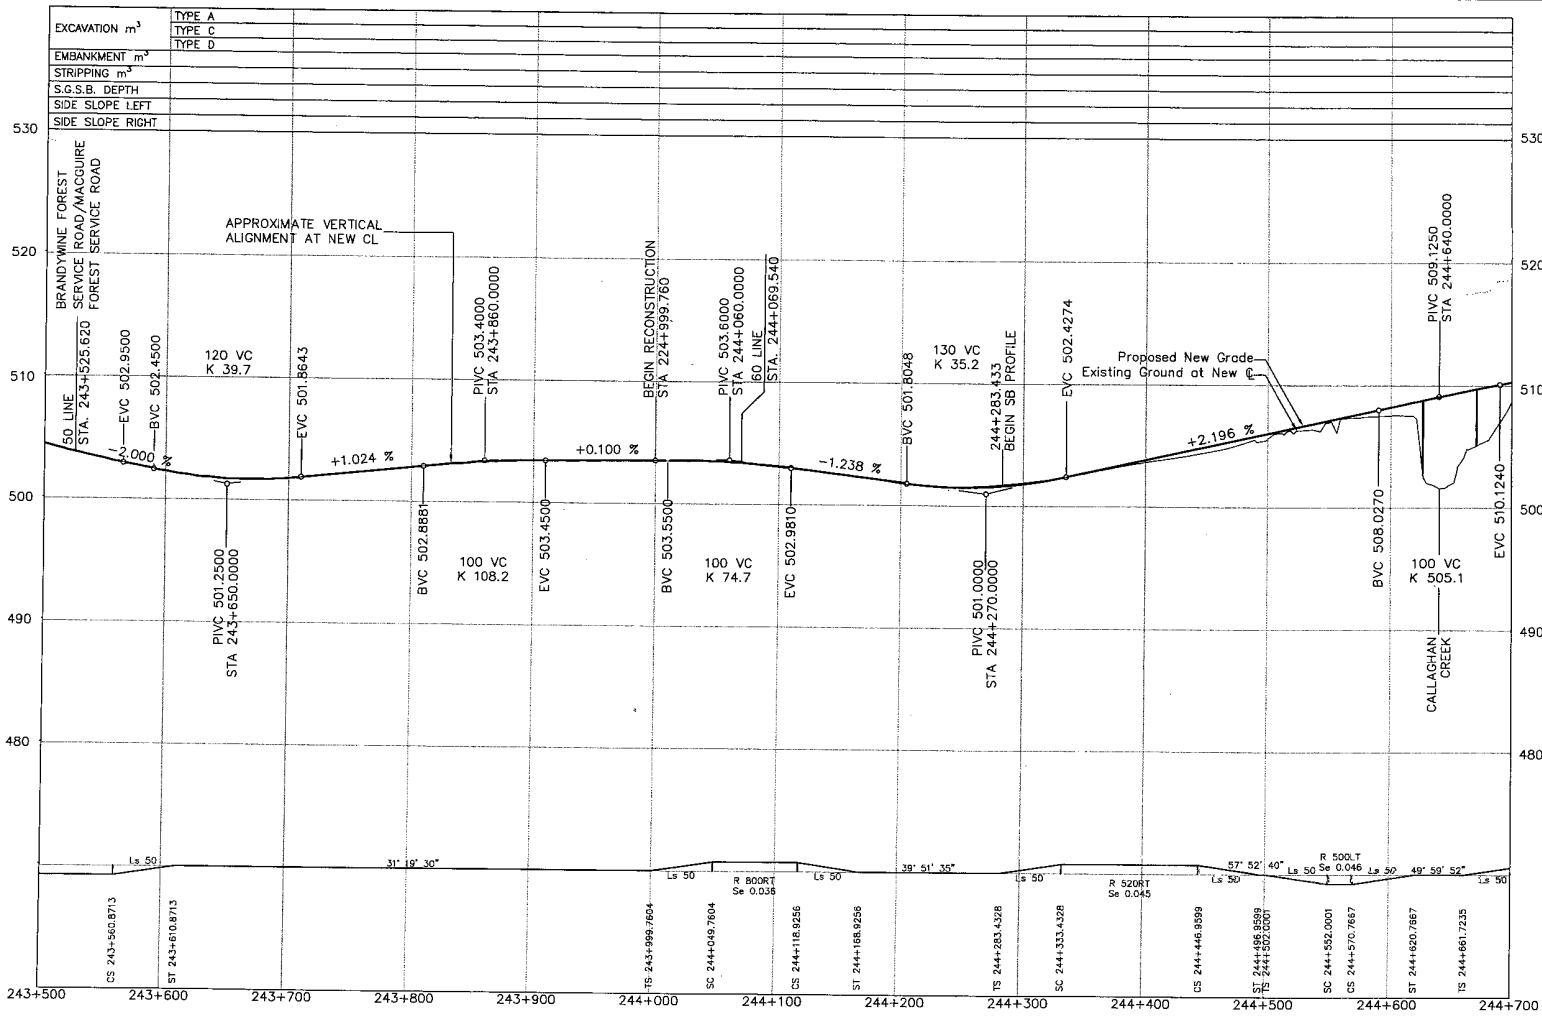 EXCAVATION m³
TYPE A
TYPE C
TYPE D
EMBANKMENT m³
STRIPPING m³
S.G.S.B. DEPTH
SIDE SLOPE LEFT
SIDE SLOPE RIGHT
530
530
520
520
510
510
500
500
490
490
480
480
BRANDYWINE FOREST
SERVICE ROAD/MACGUIRE
FOREST SERVICE ROAD
50 LINE
STA. 243+525.620
EVC 502.9500
BVC 502.4500
120 VC
K 39.7
-2.000 %
PIVC 501.2500
STA 243+650.0000
EVC 501.8643
APPROXIMATE VERTICAL
ALIGNMENT AT NEW CL
+1.024 %
BVC 502.8881
PIVC 503.4000
STA 243+860.0000
100 VC
K 108.2
EVC 503.4500
+0.100 %
BEGIN RECONSTRUCTION
STA 224+999.760
BVC 503.5500
PIVC 503.6000
STA 244+060.0000
60 LINE
STA. 244+069.540
100 VC
K 74.7
EVC 502.9810
-1.238 %
BVC 501.8048
130 VC
K 35.2
PIVC 501.0000
STA 244+270.0000
244+283.433
BEGIN SB PROFILE
EVC 502.4274
Proposed New Grade
Existing Ground at New ℄
+2.196 %
BVC 508.0270
PIVC 509.1250
STA 244+640.0000
100 VC
K 505.1
CALLAGHAN
CREEK
EVC 510.1240
Ls 50
31° 19' 30"
Ls 50
R 800RT
Se 0.036
Ls 50
39° 51' 35"
Ls 50
R 520RT
Se 0.045
Ls 50
57° 52' 40"
Ls 50
R 500LT
Se 0.046
Ls 50
49° 59' 52"
Ls 50
CS 243+560.8713
ST 243+610.8713
TS 243+999.7604
SC 244+049.7604
CS 244+118.9256
ST 244+168.9256
TS 244+283.4328
SC 244+333.4328
CS 244+446.9599
ST 244+496.9599
TS 244+502.0001
SC 244+552.0001
CS 244+570.7667
ST 244+620.7667
TS 244+661.7235
243+500
243+600
243+700
243+800
243+900
244+000
244+100
244+200
244+300
244+400
244+500
244+600
244+700